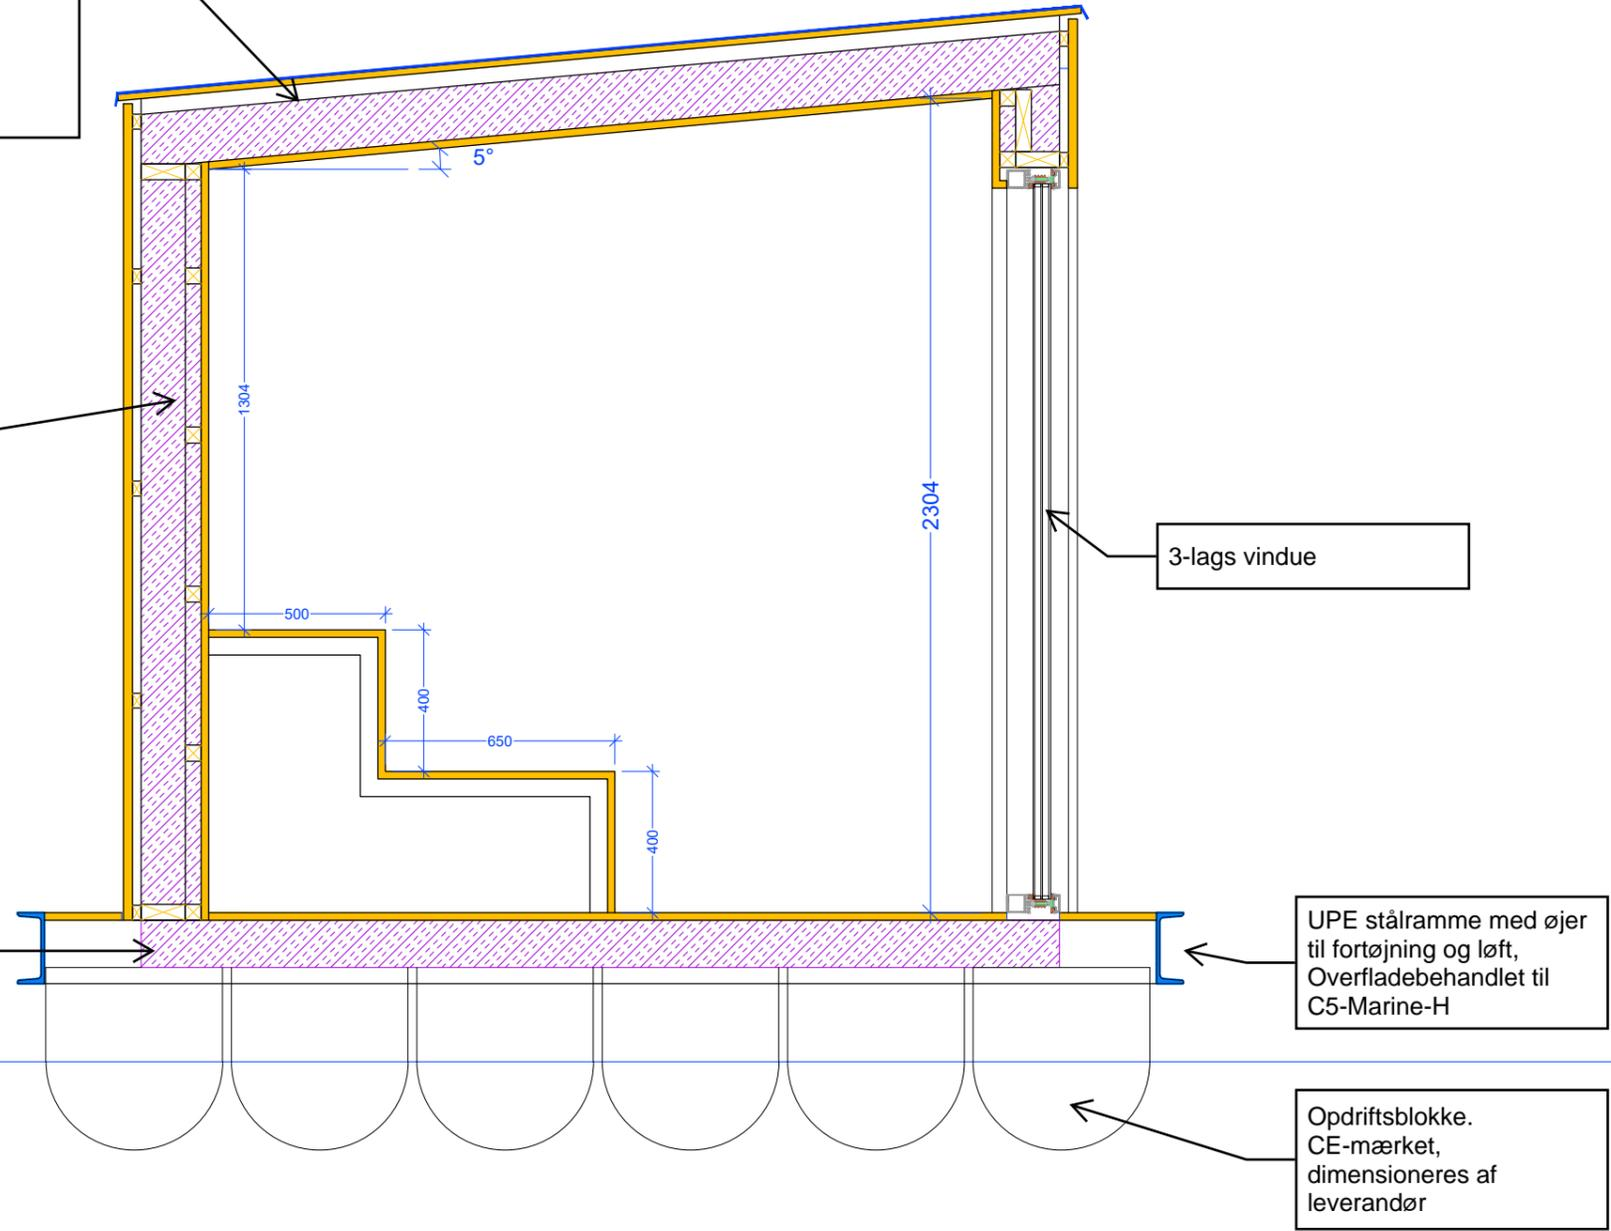 5°
1304
2304
3-lags vindue
500
400
650
400
UPE stålramme med øjer
til fortøjning og løft,
Overfladebehandlet til
C5-Marine-H
Opdriftsblokke.
CE-mærket,
dimensioneres af
leverandør